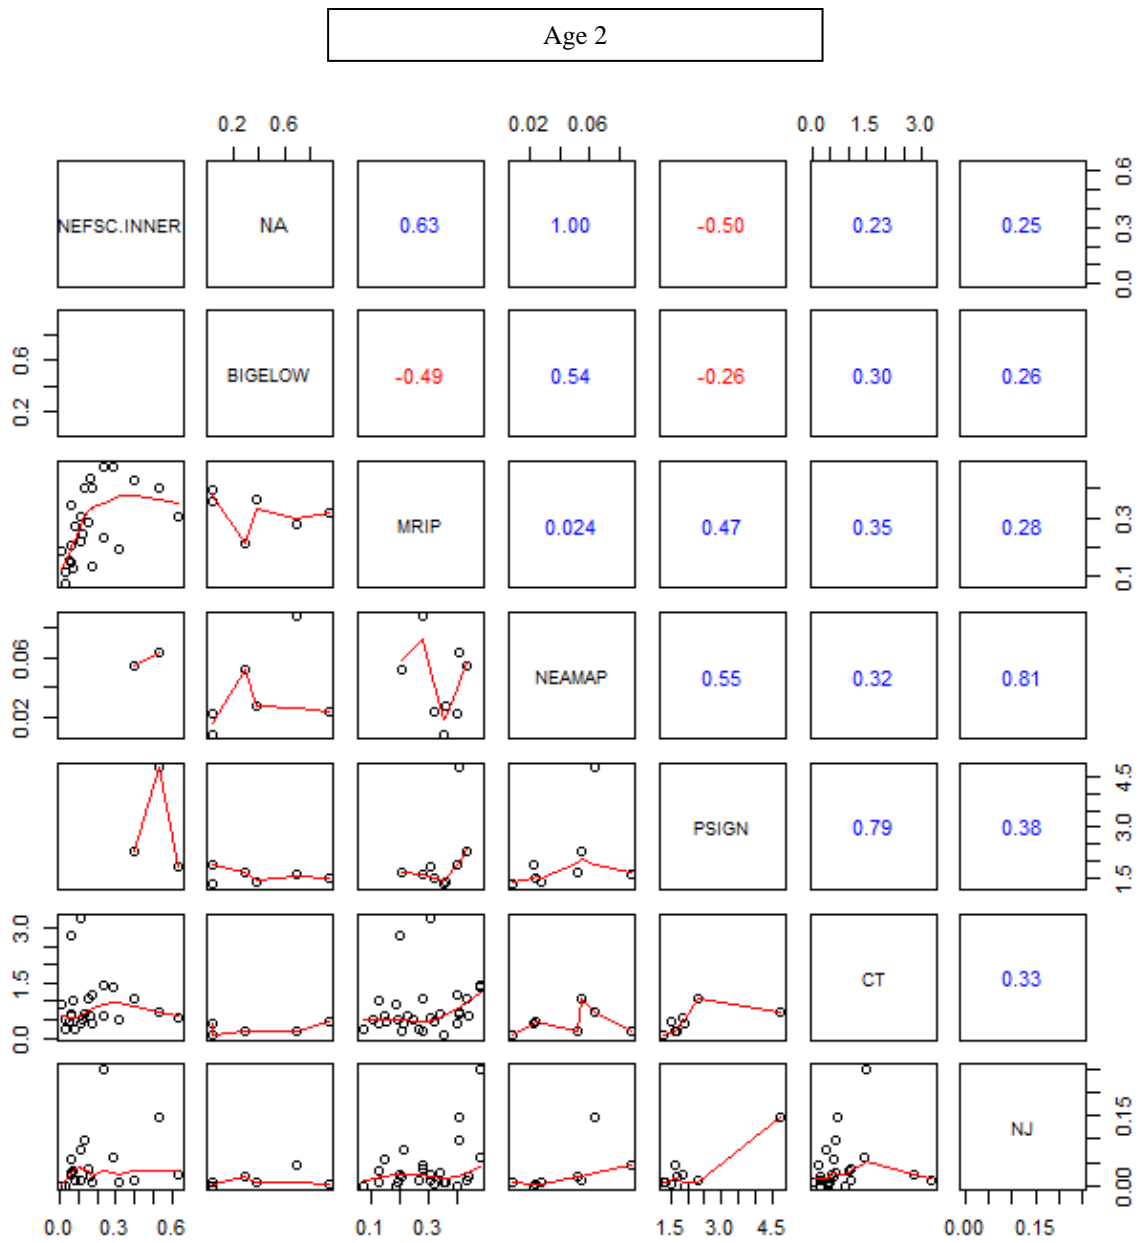 Age 2
0.2 0.6 0.02 0.06 0.0 1.5 3.0
NEFSC.INNER NA 0.63 1.00 -0.50 0.23 0.25 0.0 0.3 0.6
0.2 0.6 BIGELOW -0.49 0.54 -0.26 0.30 0.26
MRIP 0.024 0.47 0.35 0.28 0.1 0.3
0.02 0.06 NEAMAP 0.55 0.32 0.81
PSIGN 0.79 0.38 1.5 3.0 4.5
0.0 1.5 3.0 CT 0.33
NJ 0.00 0.15
0.0 0.3 0.6 0.1 0.3 1.5 3.0 4.5 0.00 0.15